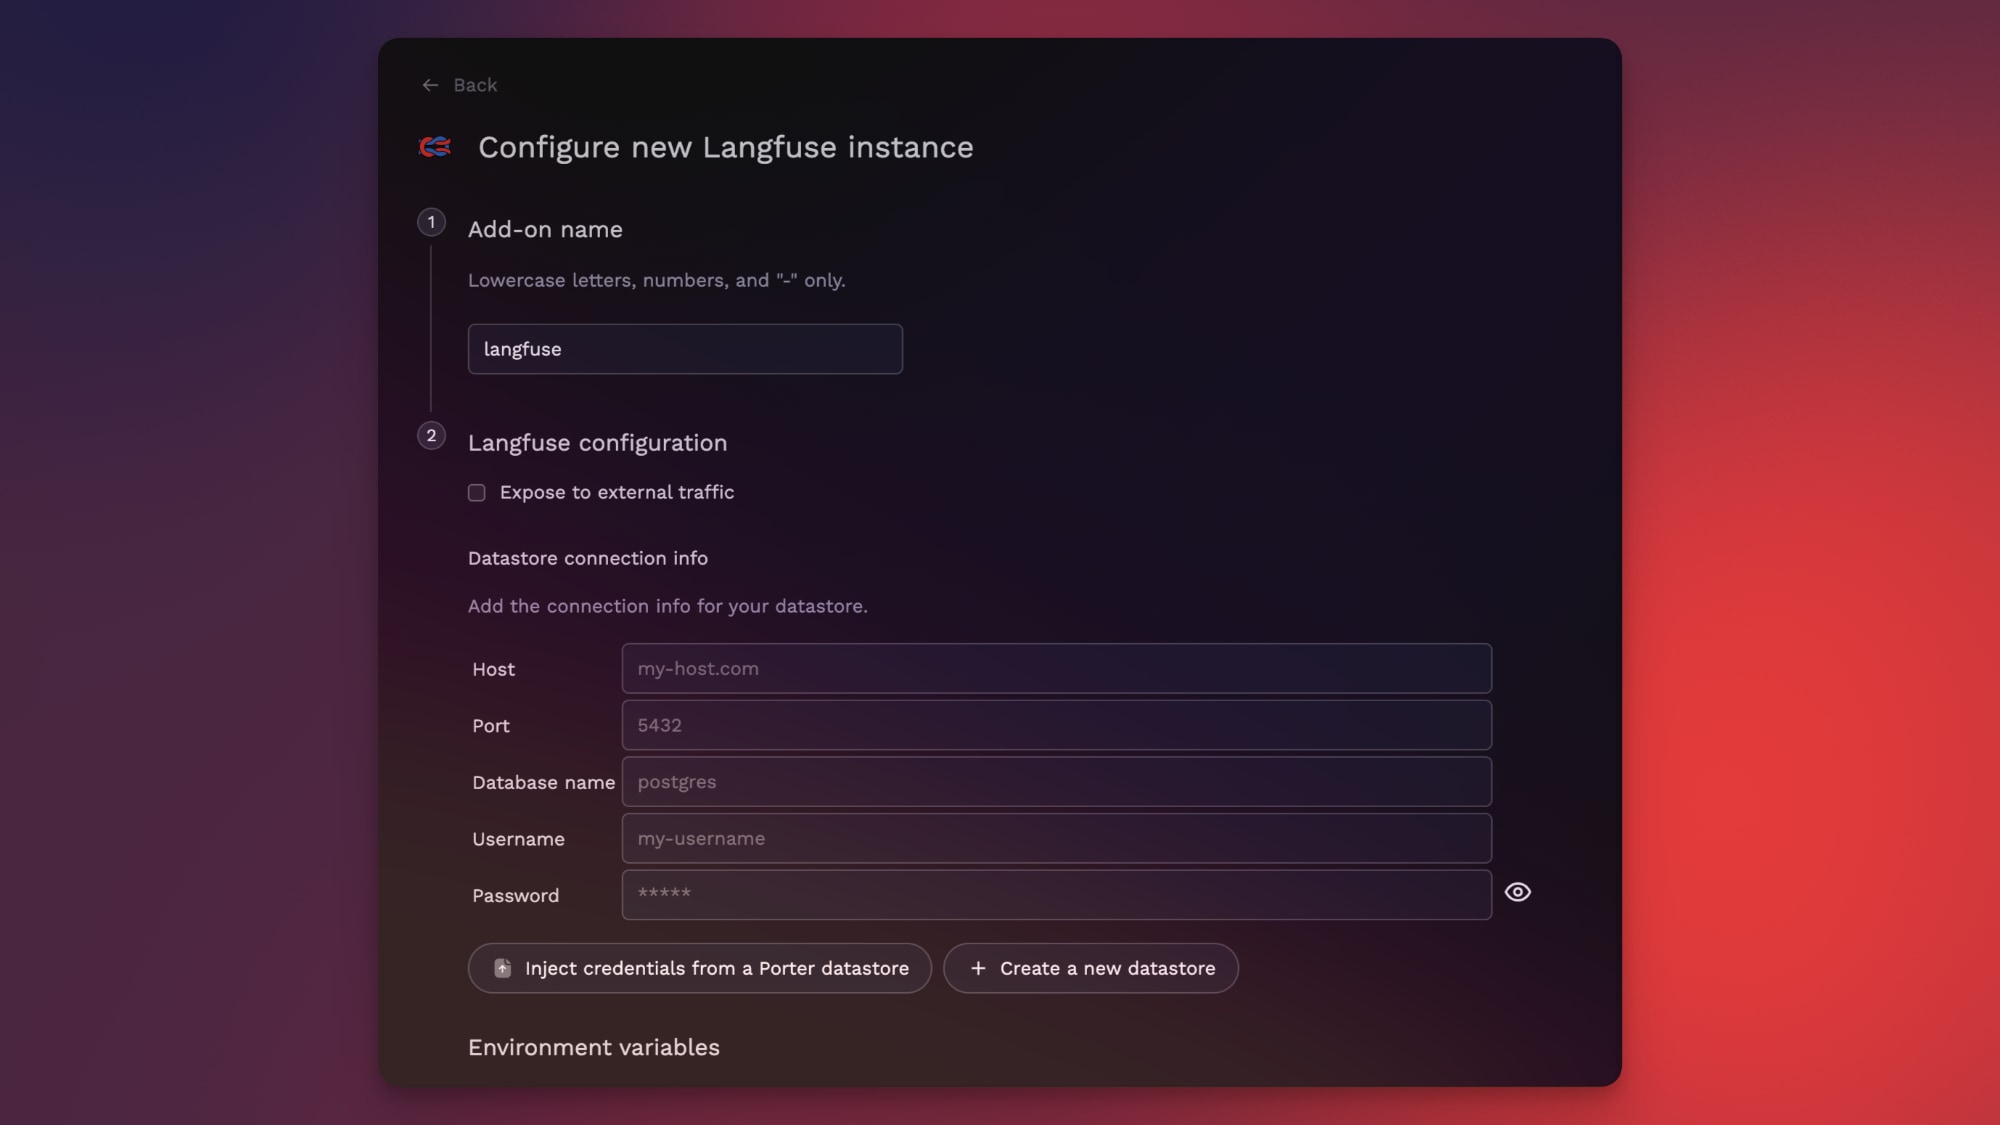 Back
Configure new Langfuse instance
1
Add-on name
Lowercase letters, numbers, and "-" only.
langfuse
2
Langfuse configuration
Expose to external traffic
Datastore connection info
Add the connection info for your datastore.
Host my-host.com
Port 5432
Database name postgres
Username my-username
Password *****
Inject credentials from a Porter datastore
+ Create a new datastore
Environment variables